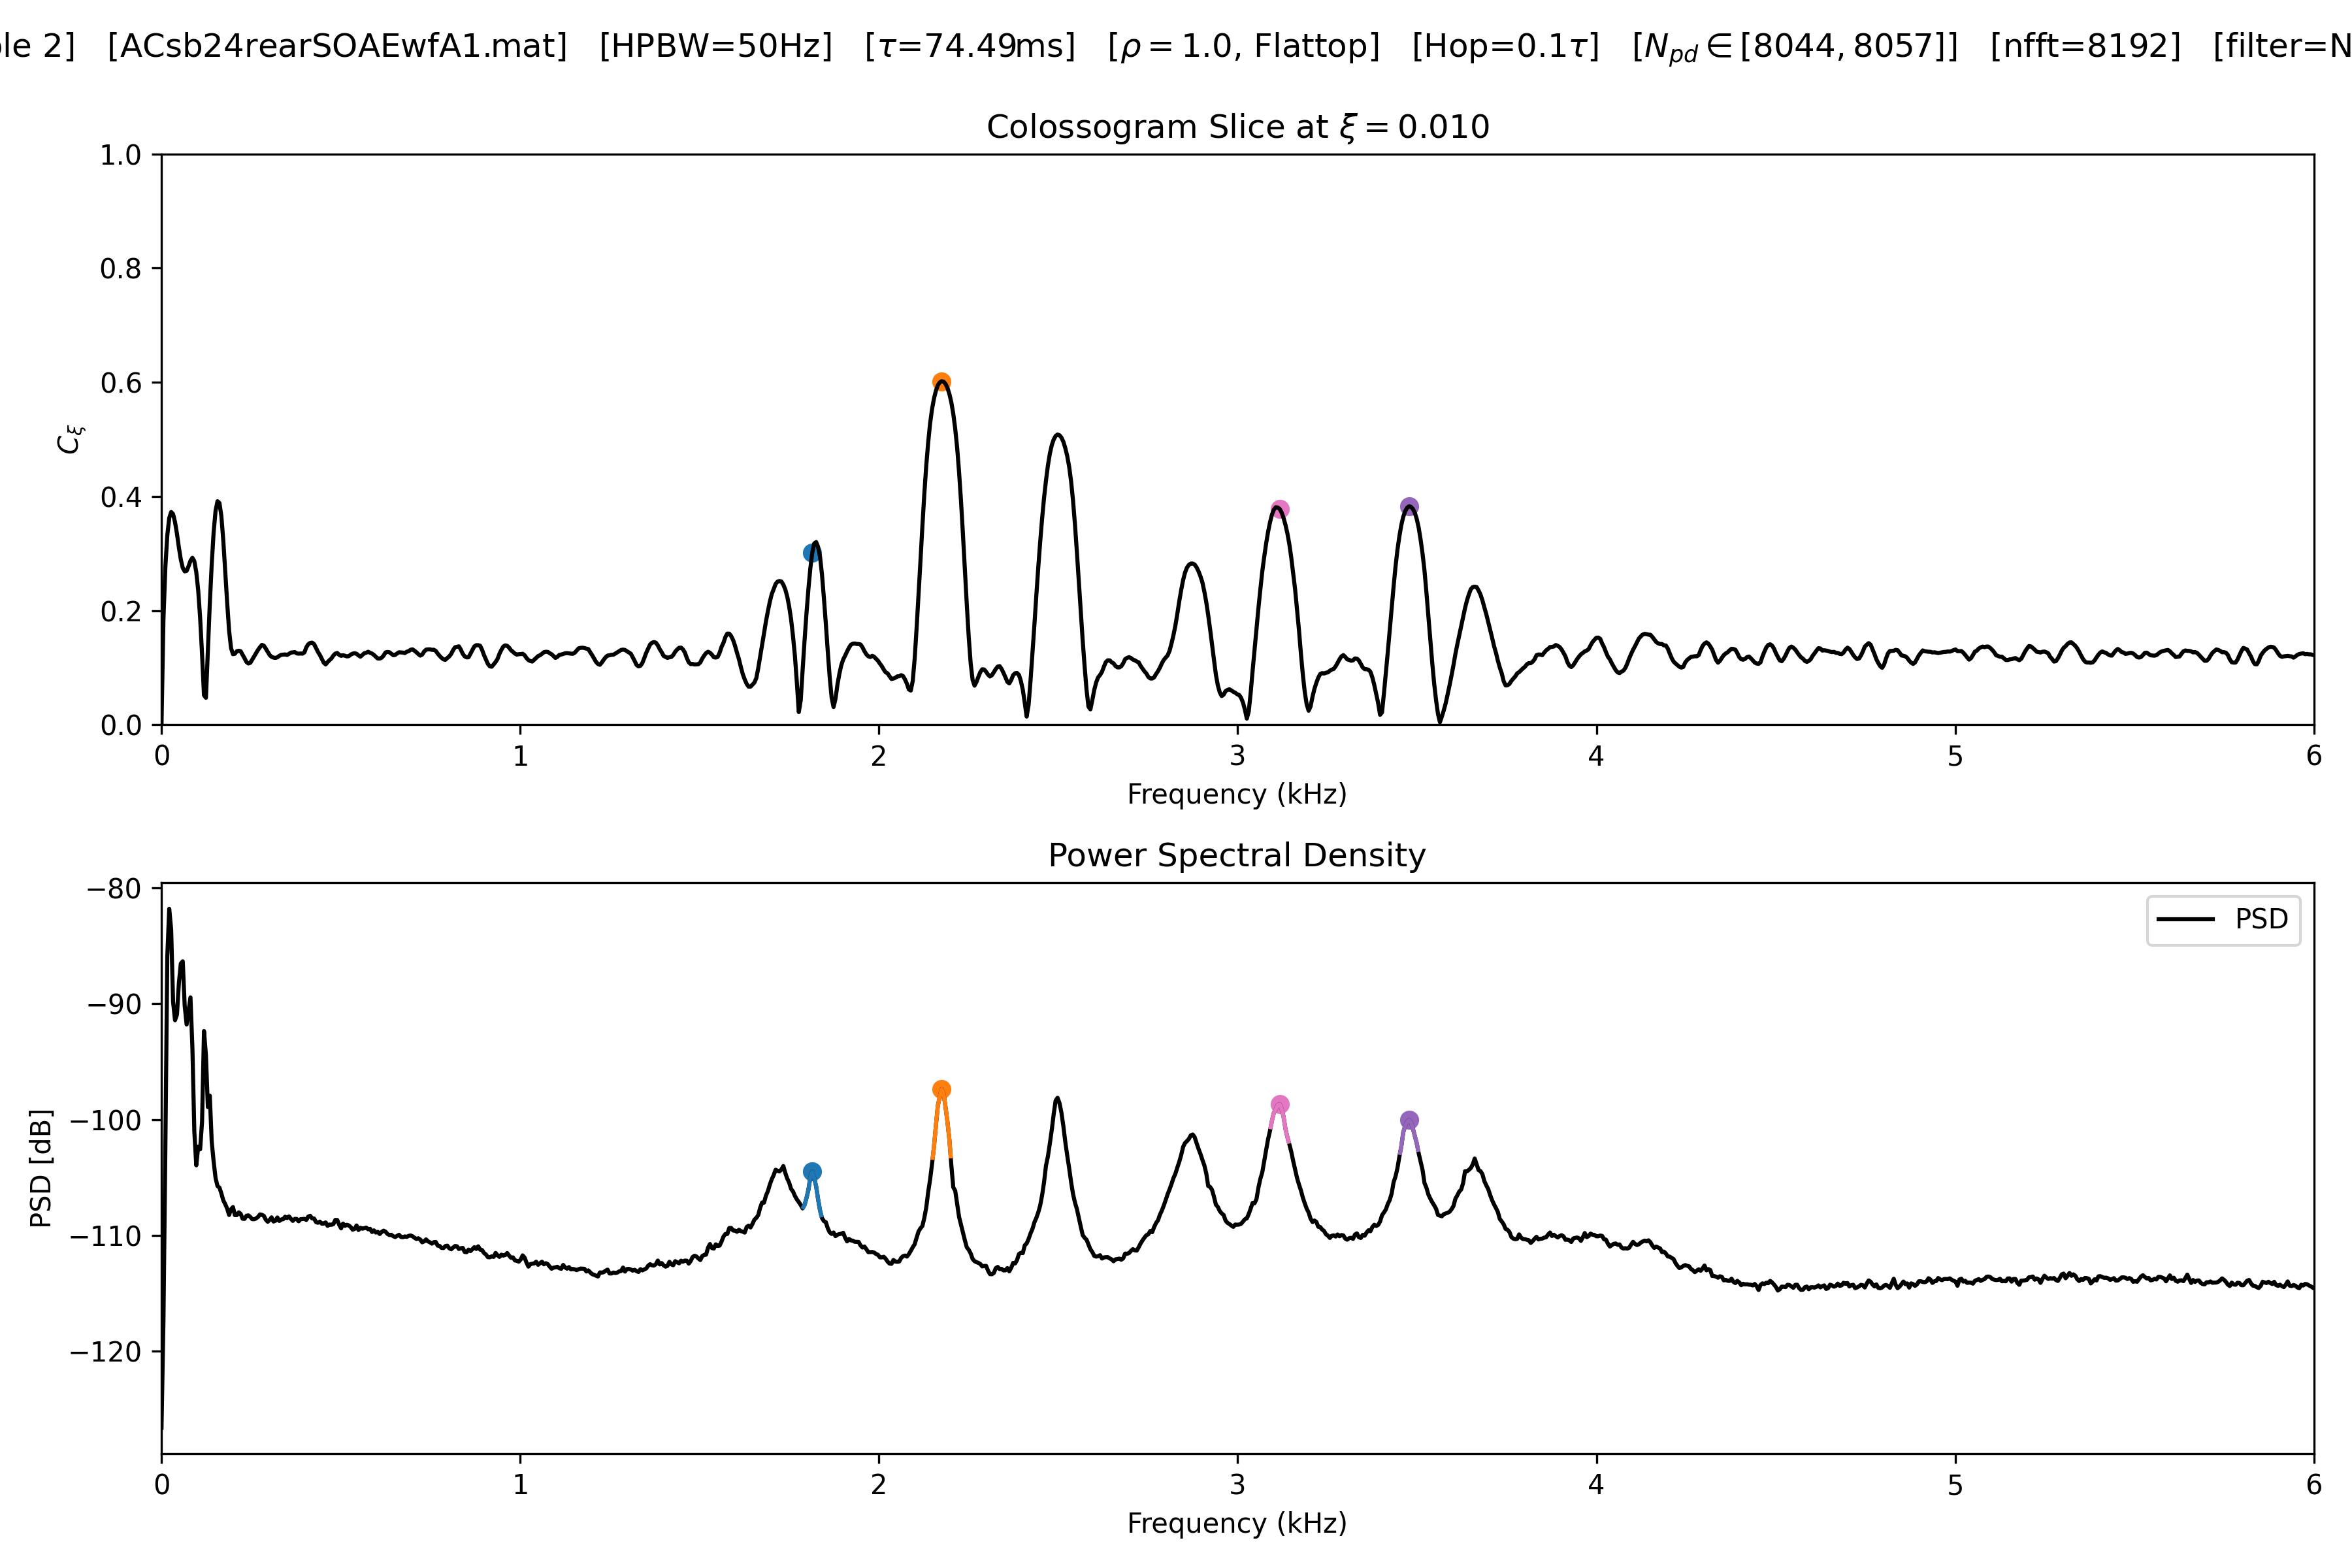 2] [ACsb24rearSOAEwfA1.mat] [HPBW=50Hz] [τ=74.49ms] [ρ = 1.0, Flattop] [Hop=0.1τ] [N_pd ∈ [8044, 8057]] [nfft=8192]
Colossogram Slice at ξ = 0.010
C_ξ
1.0
0.8
0.6
0.4
0.2
0.0
0 1 2 3 4 5 6
Frequency (kHz)
Power Spectral Density
PSD
PSD [dB]
−80
−90
−100
−110
−120
0 1 2 3 4 5 6
Frequency (kHz)